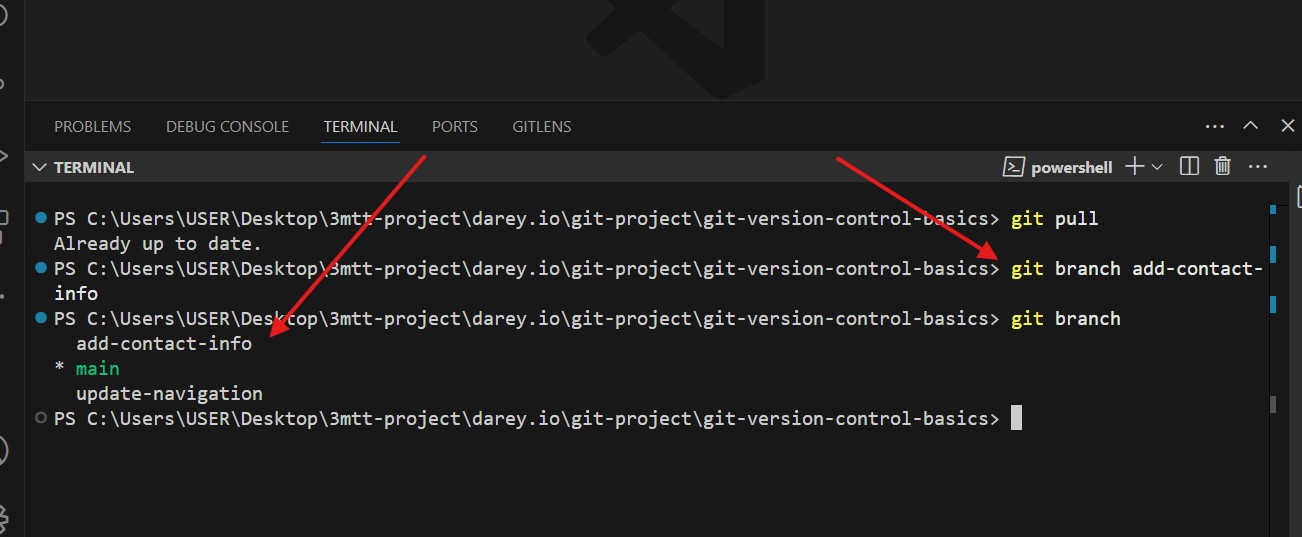 PROBLEMS DEBUG CONSOLE TERMINAL PORTS GITLENS
TERMINAL powershell
PS C:\Users\USER\Desktop\3mtt-project\darey.io\git-project\git-version-control-basics> git pull
Already up to date.
PS C:\Users\USER\Desktop\3mtt-project\darey.io\git-project\git-version-control-basics> git branch add-contact-
info
PS C:\Users\USER\Desktop\3mtt-project\darey.io\git-project\git-version-control-basics> git branch
add-contact-info
* main
update-navigation
PS C:\Users\USER\Desktop\3mtt-project\darey.io\git-project\git-version-control-basics>